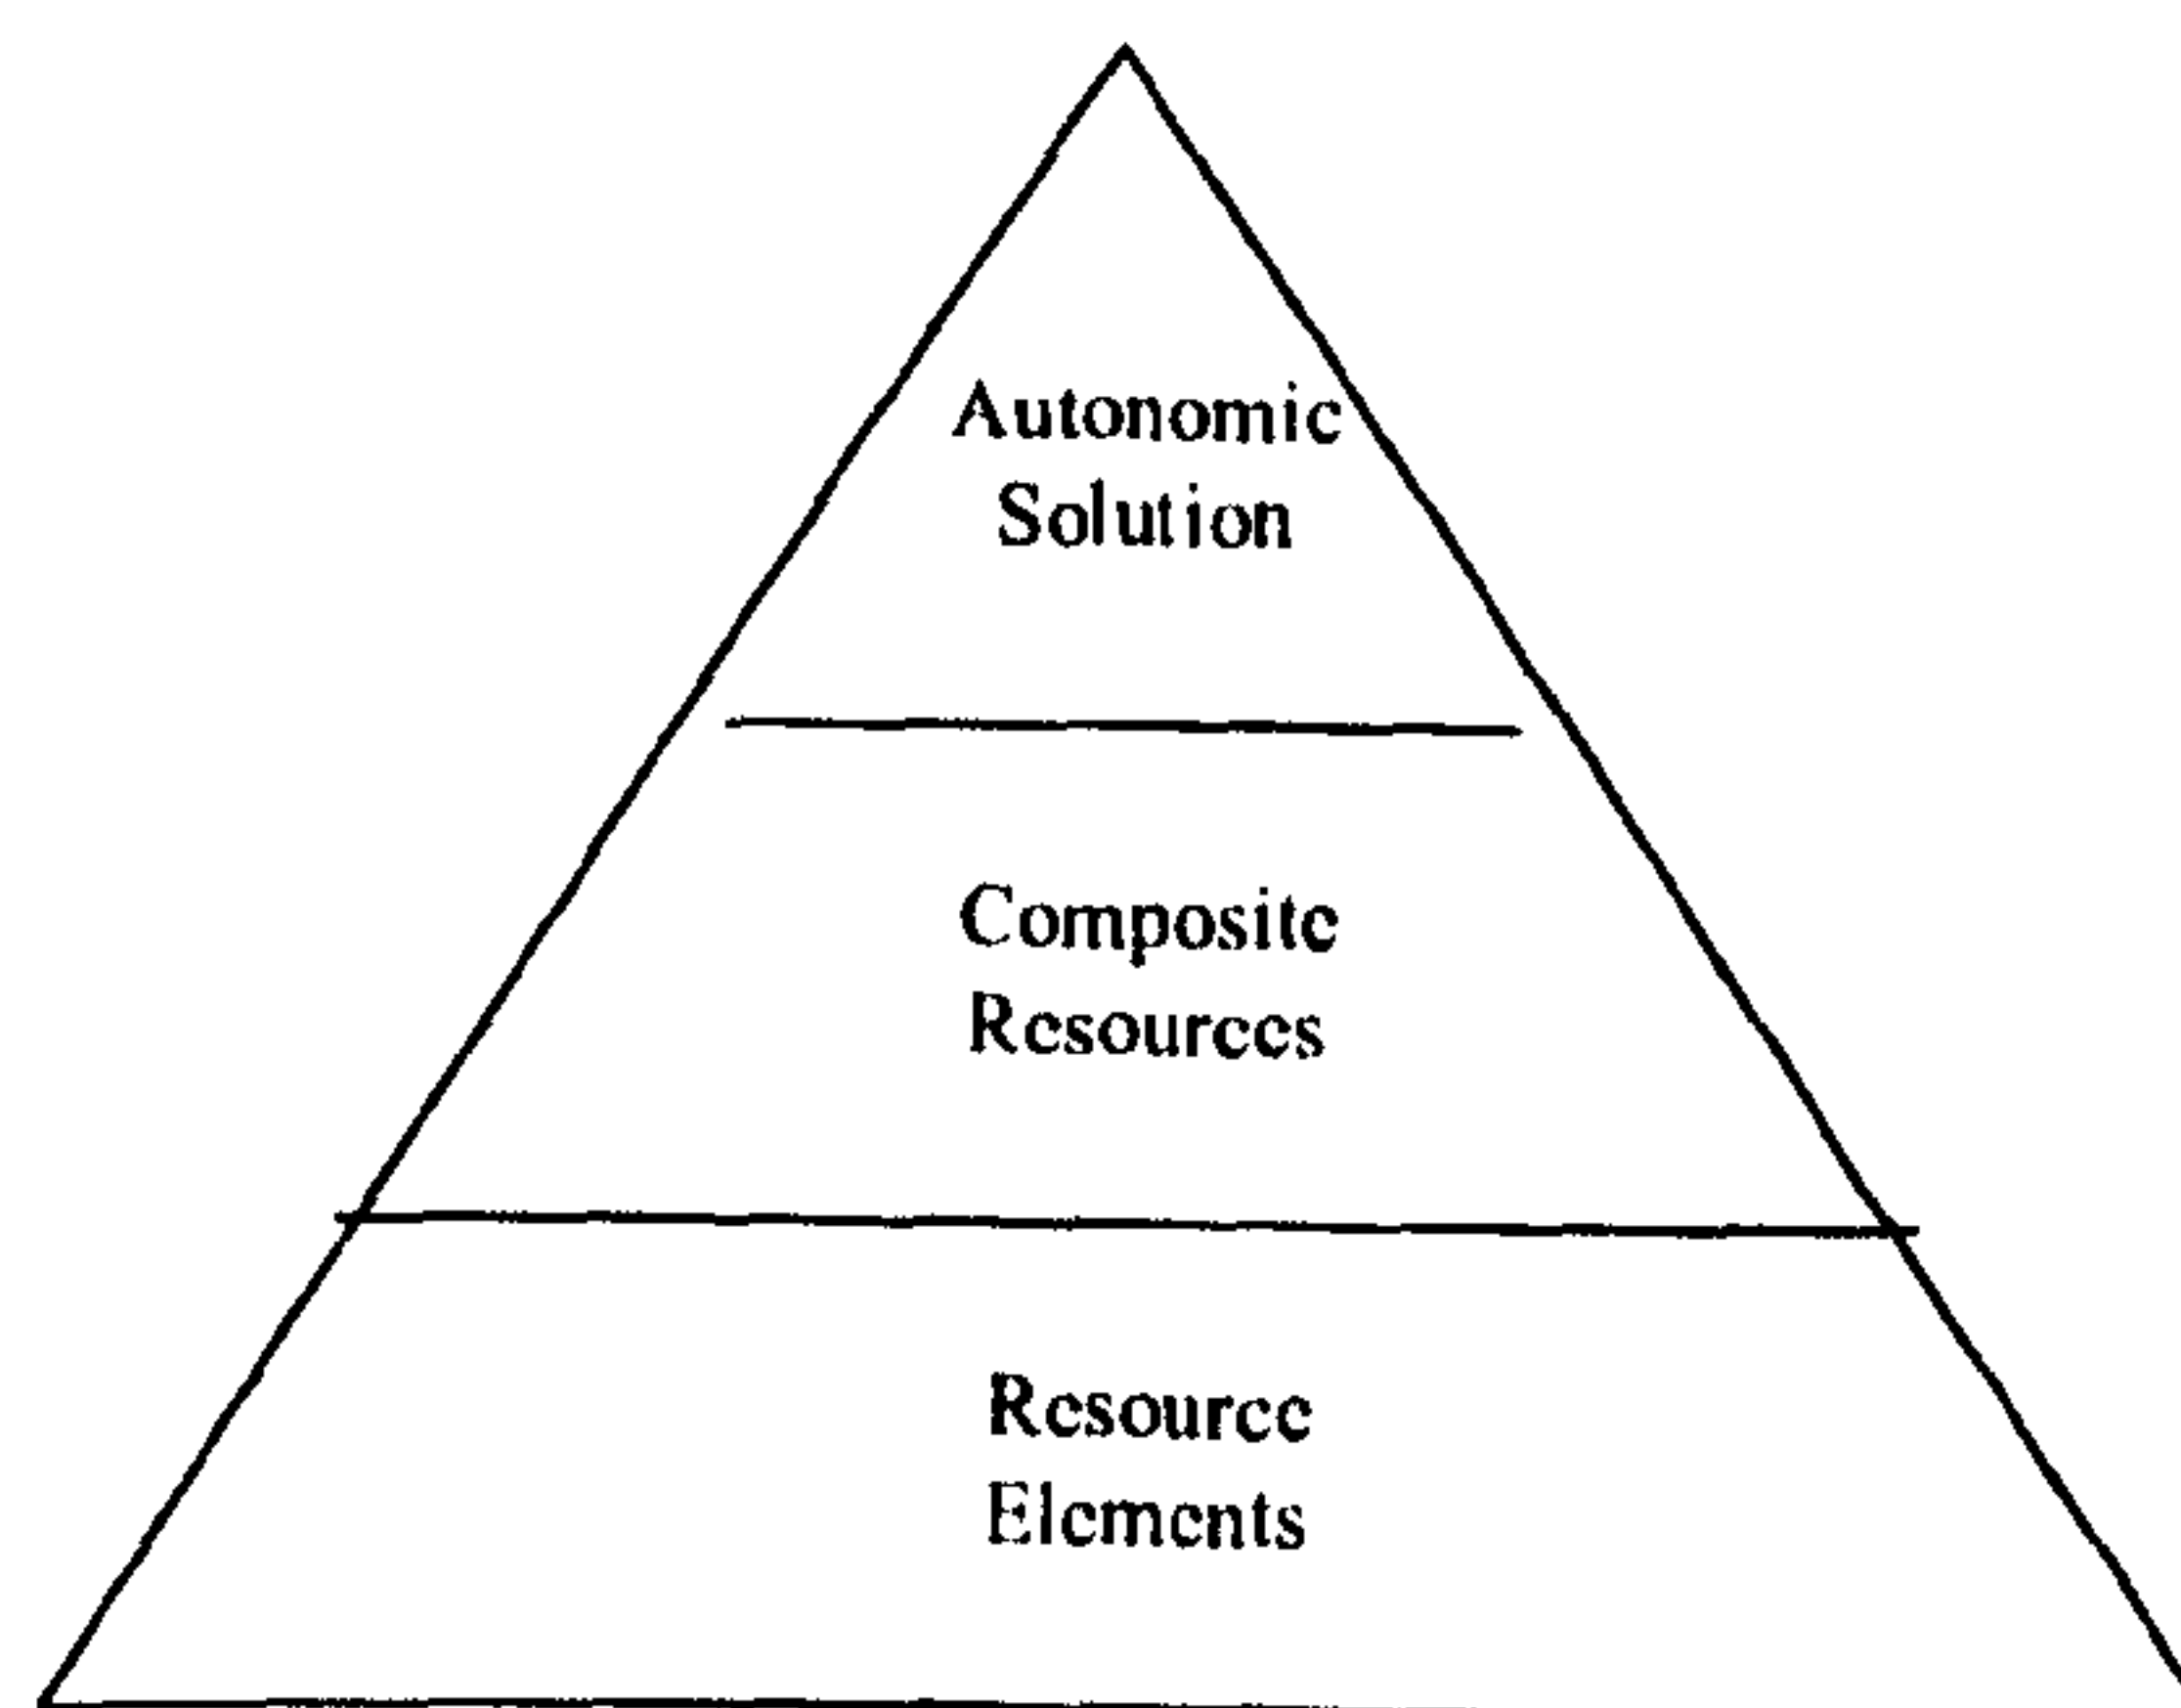 Autonomic
Solution
Composite
Resources
Resource
Elements